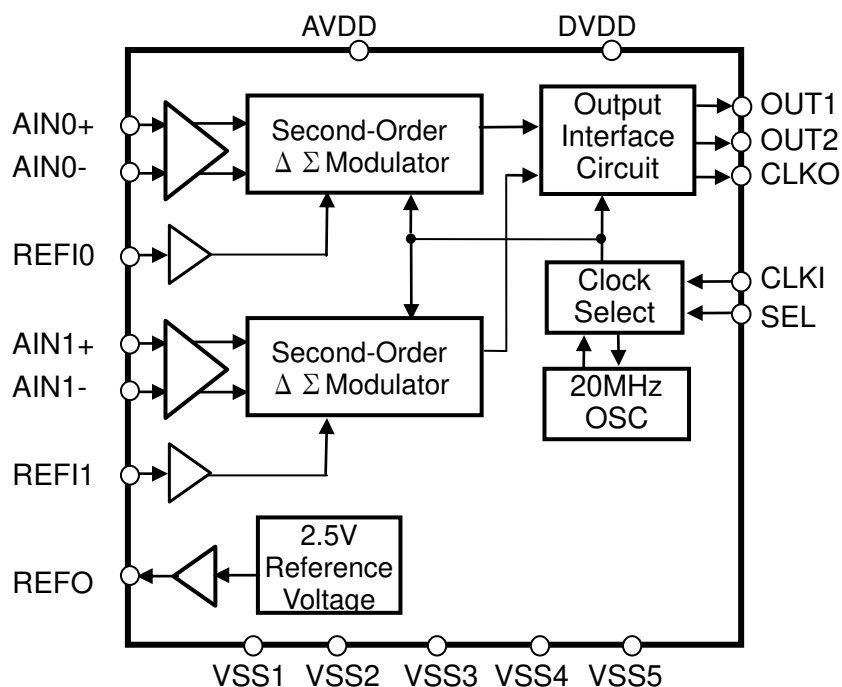 AVDD
DVDD
AIN0+
AIN0-
REFI0
AIN1+
AIN1-
REFI1
REFO
Second-Order
Δ Σ Modulator
Second-Order
Δ Σ Modulator
2.5V
Reference
Voltage
Output
Interface
Circuit
Clock
Select
20MHz
OSC
OUT1
OUT2
CLKO
CLKI
SEL
VSS1
VSS2
VSS3
VSS4
VSS5